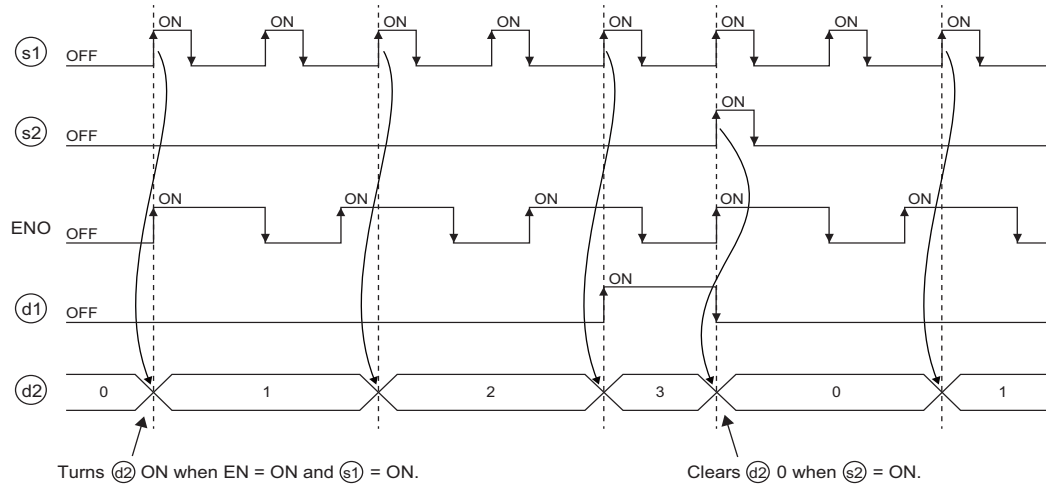 ON ON ON ON ON ON ON ON
s1 OFF
ON
s2 OFF
ON ON ON ON ON
ENO OFF
ON
d1 OFF
d2 0 1 2 3 0 1
Turns d2 ON when EN = ON and s1 = ON.
Clears d2 0 when s2 = ON.